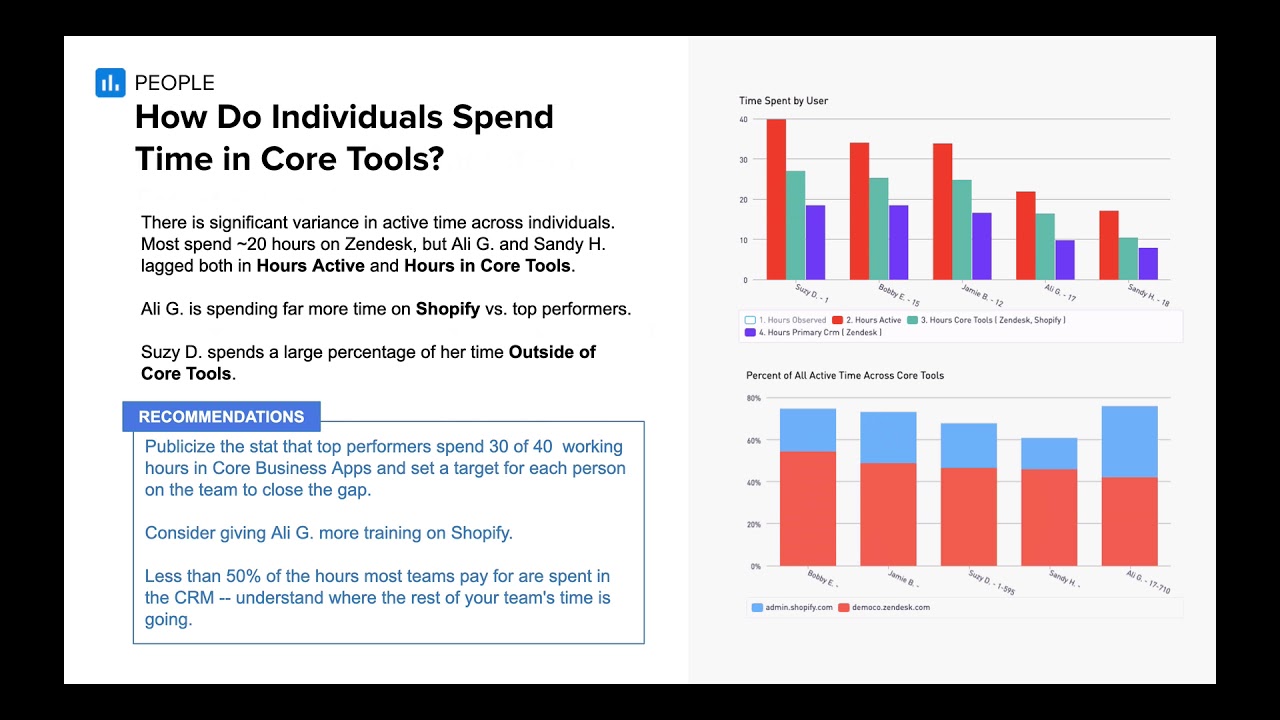 PEOPLE
How Do Individuals Spend
Time in Core Tools?
There is significant variance in active time across individuals.
Most spend ~20 hours on Zendesk, but Ali G. and Sandy H.
lagged both in Hours Active and Hours in Core Tools.
Ali G. is spending far more time on Shopify vs. top performers.
Suzy D. spends a large percentage of her time Outside of
Core Tools.
RECOMMENDATIONS
Publicize the stat that top performers spend 30 of 40 working
hours in Core Business Apps and set a target for each person
on the team to close the gap.
Consider giving Ali G. more training on Shopify.
Less than 50% of the hours most teams pay for are spent in
the CRM -- understand where the rest of your team's time is
going.
Time Spent by User
40
30
20
10
0
Suzy D. - 1
Bobby E. - 15
Jamie B. - 12
Ali G. - 17
Sandy H. - 18
1. Hours Observed 2. Hours Active 3. Hours Core Tools ( Zendesk, Shopify )
4. Hours Primary Crm ( Zendesk )
Percent of All Active Time Across Core Tools
80%
60%
40%
20%
0%
Bobby E. -
Jamie B. -
Suzy D. - 1-595
Sandy H. -
Ali G. - 17-710
admin.shopify.com democo.zendesk.com